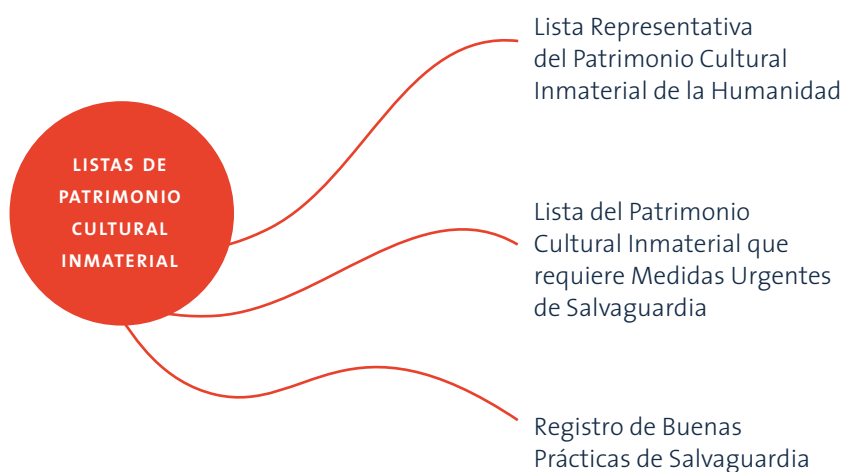 LISTAS DE
PATRIMONIO
CULTURAL
INMATERIAL
Lista Representativa
del Patrimonio Cultural
Inmaterial de la Humanidad
Lista del Patrimonio
Cultural Inmaterial que
requiere Medidas Urgentes
de Salvaguardia
Registro de Buenas
Prácticas de Salvaguardia